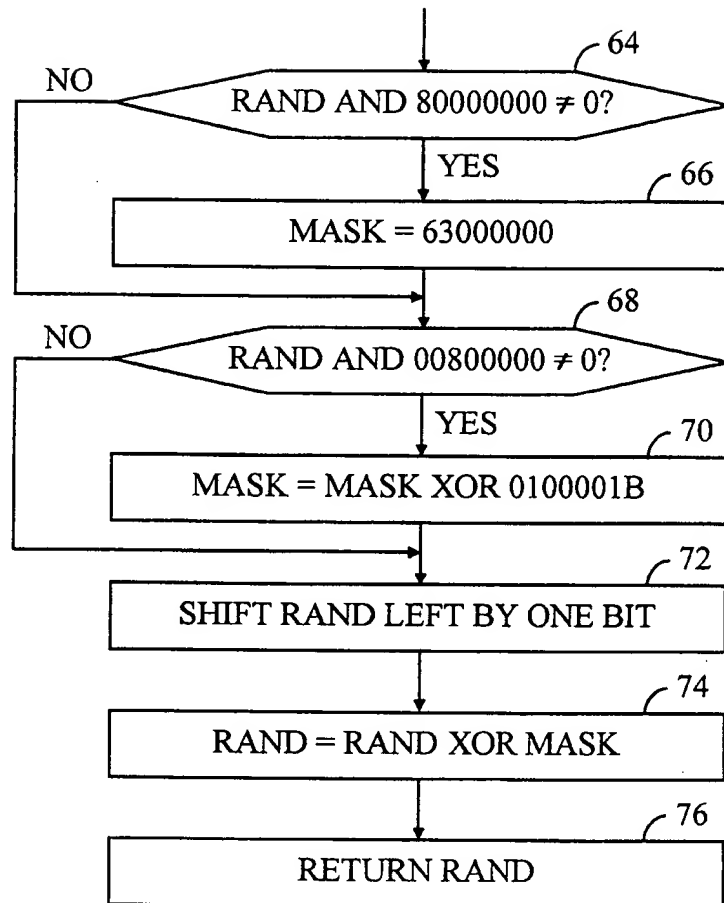 64
NO
RAND AND 80000000 ≠ 0?
YES
66
MASK = 63000000
68
NO
RAND AND 00800000 ≠ 0?
YES
70
MASK = MASK XOR 0100001B
72
SHIFT RAND LEFT BY ONE BIT
74
RAND = RAND XOR MASK
76
RETURN RAND